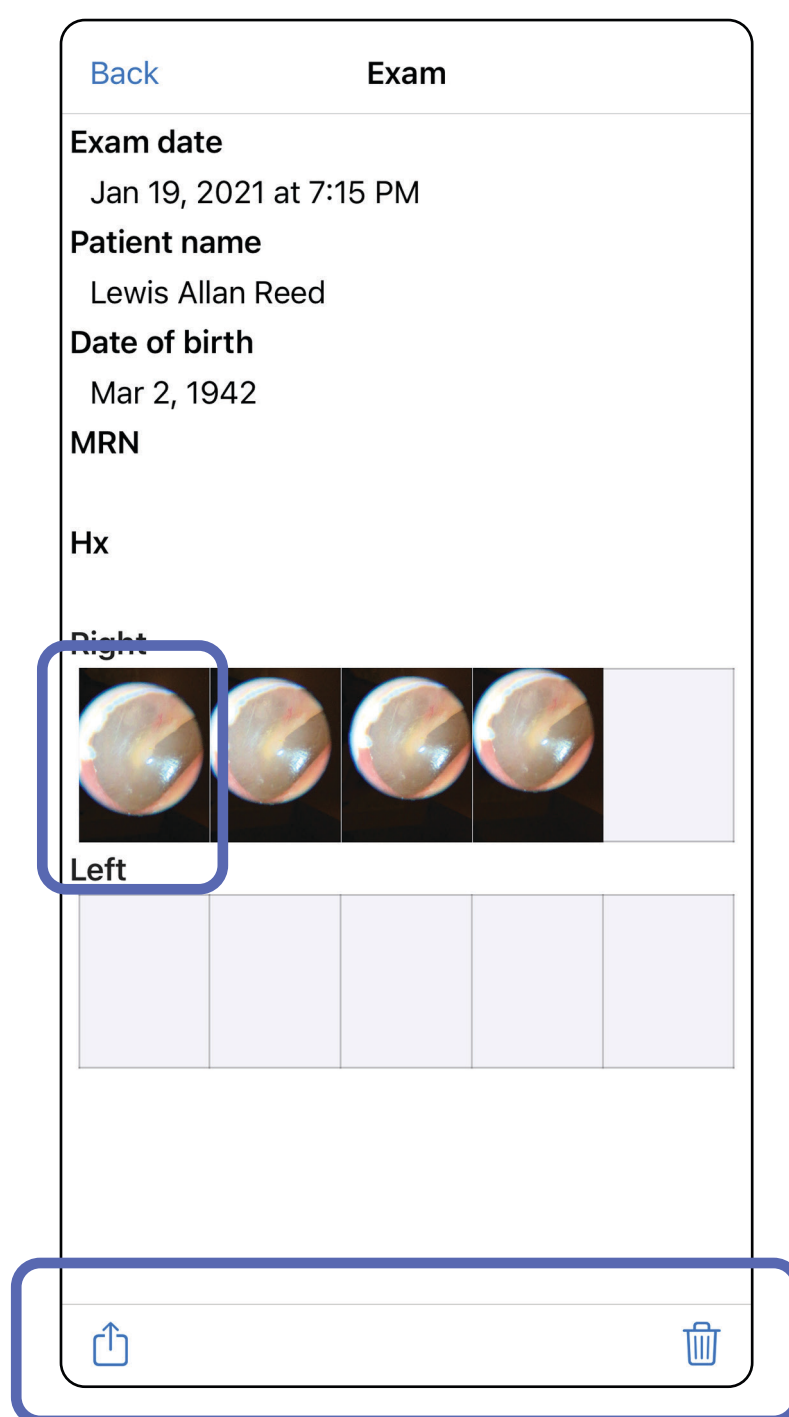 Back Exam
Exam date
Jan 19, 2021 at 7:15 PM
Patient name
Lewis Allan Reed
Date of birth
Mar 2, 1942
MRN
Hx
Right
Left